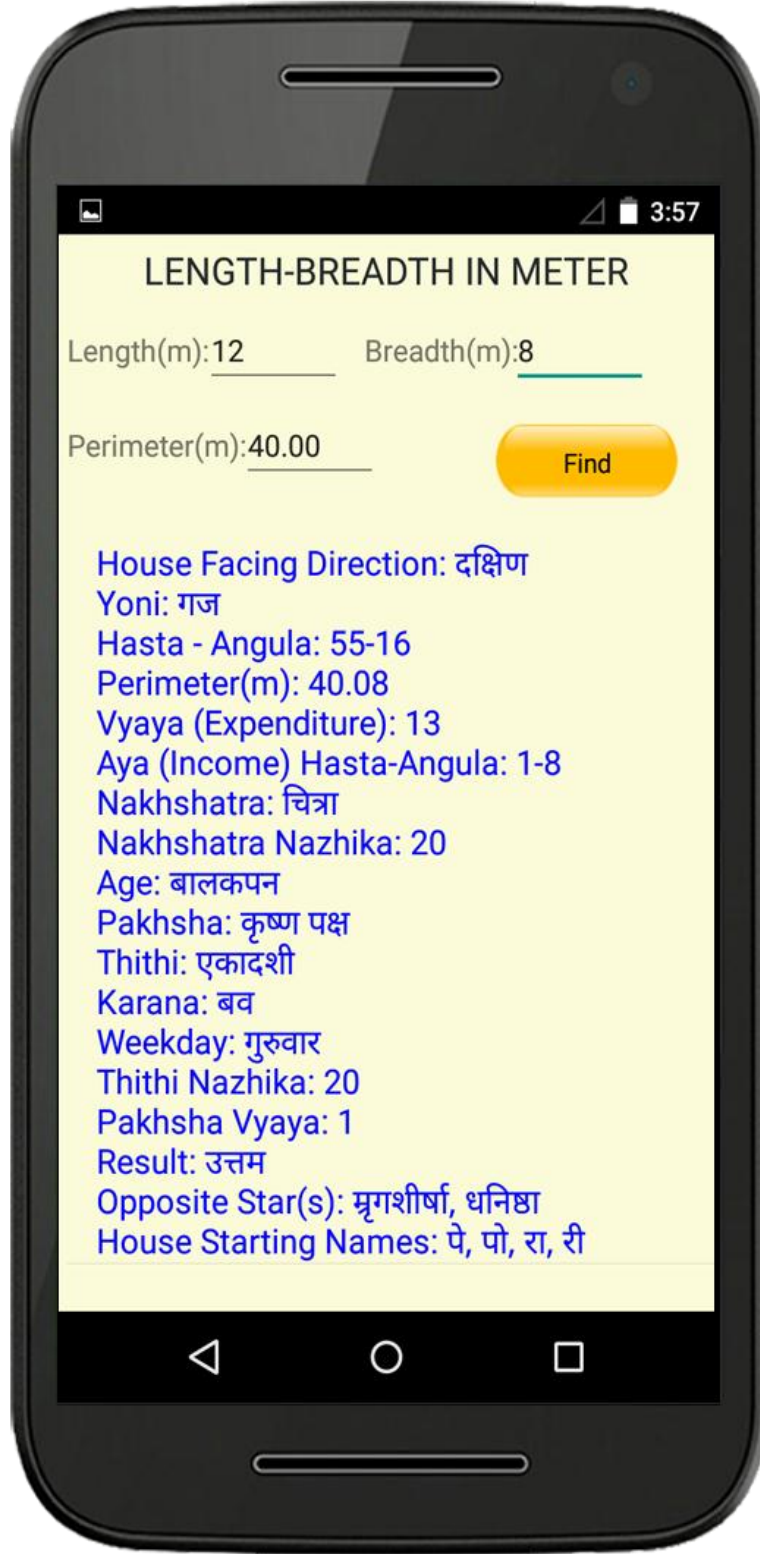 3:57
LENGTH-BREADTH IN METER
Length(m):12 Breadth(m):8
Perimeter(m):40.00 Find
House Facing Direction: दक्षिण
Yoni: गज
Hasta - Angula: 55-16
Perimeter(m): 40.08
Vyaya (Expenditure): 13
Aya (Income) Hasta-Angula: 1-8
Nakhshatra: चित्रा
Nakhshatra Nazhika: 20
Age: बालकपन
Pakhsha: कृष्ण पक्ष
Thithi: एकादशी
Karana: बव
Weekday: गुरुवार
Thithi Nazhika: 20
Pakhsha Vyaya: 1
Result: उत्तम
Opposite Star(s): म्रृगशीर्षा, धनिष्ठा
House Starting Names: पे, पो, रा, री